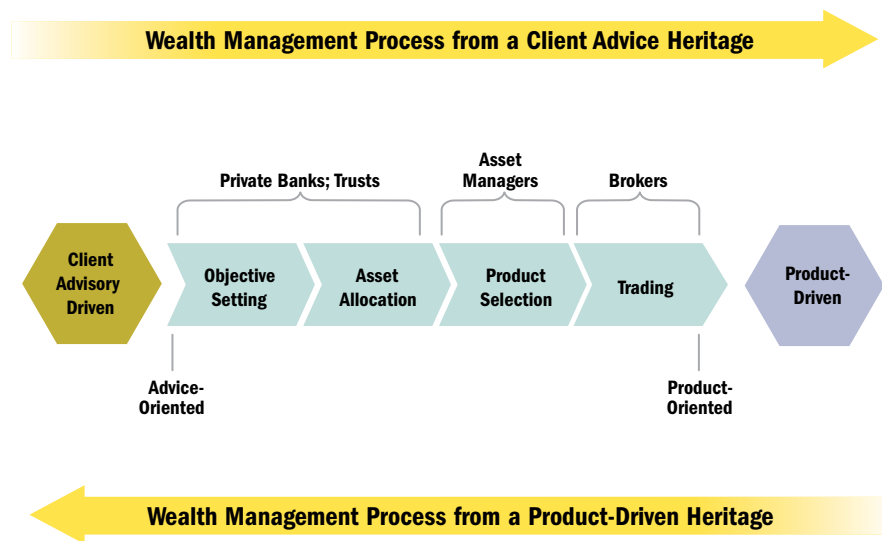 Wealth Management Process from a Client Advice Heritage
Asset
Managers
Private Banks; Trusts
Brokers
Client
Advisory
Driven
Objective
Setting
Asset
Allocation
Product
Selection
Trading
Product-
Driven
Advice-
Oriented
Product-
Oriented
Wealth Management Process from a Product-Driven Heritage